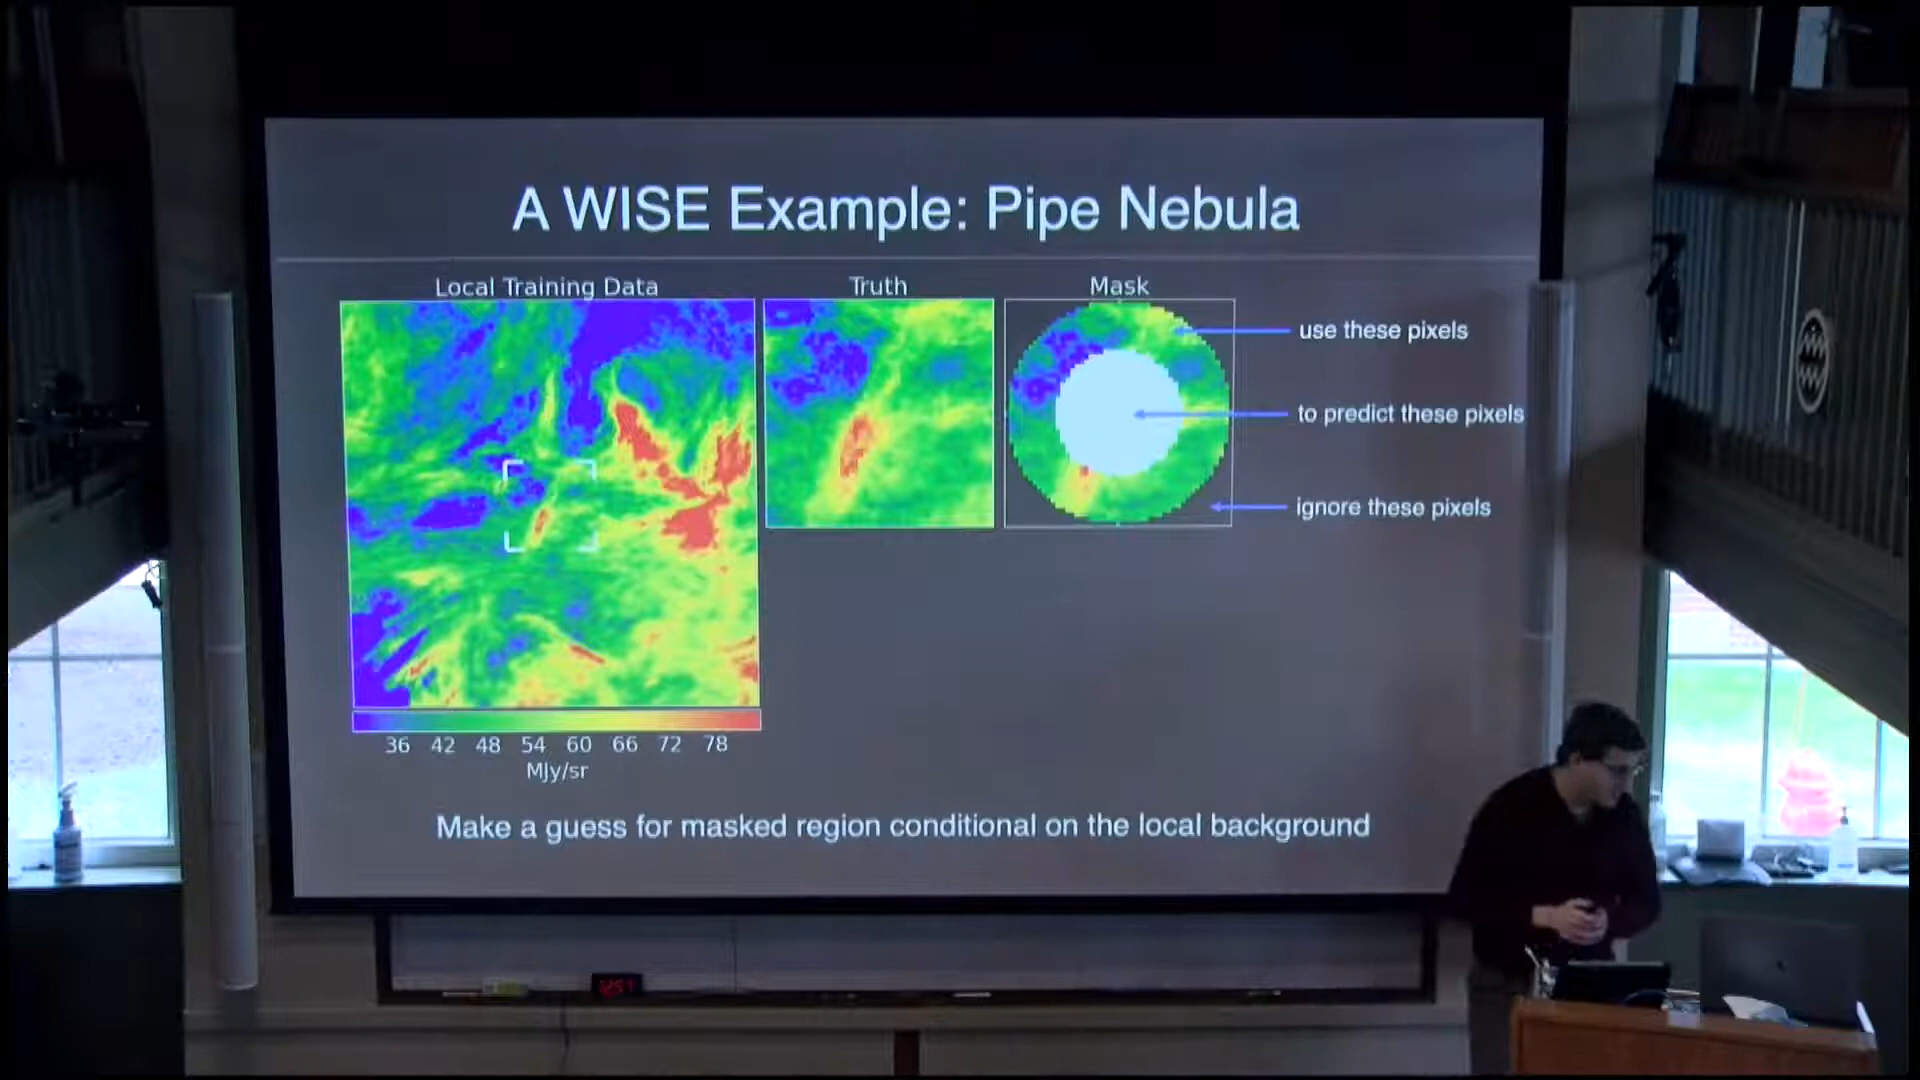 A WISE Example: Pipe Nebula
Local Training Data
Truth
Mask
use these pixels
to predict these pixels
ignore these pixels
36 42 48 54 60 66 72 78
MJy/sr
Make a guess for masked region conditional on the local background